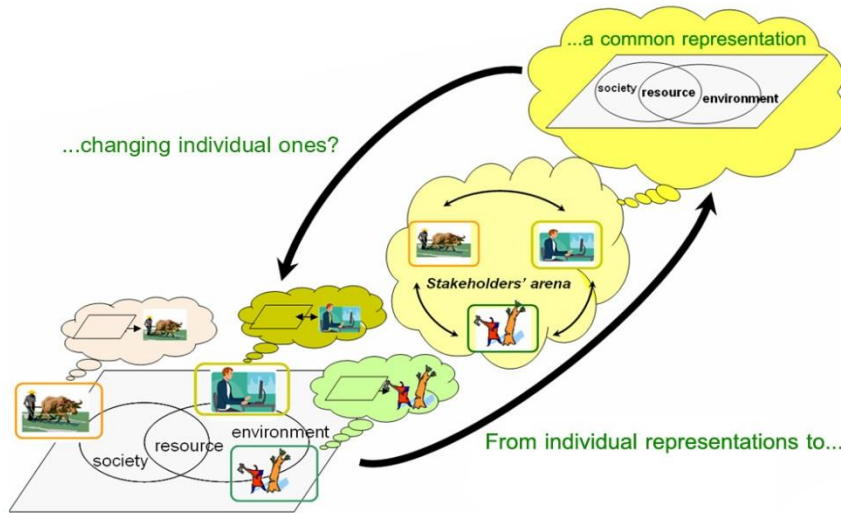 ...a common representation
society
resource
environment
...changing individual ones?
Stakeholders' arena
society
resource
environment
From individual representations to...